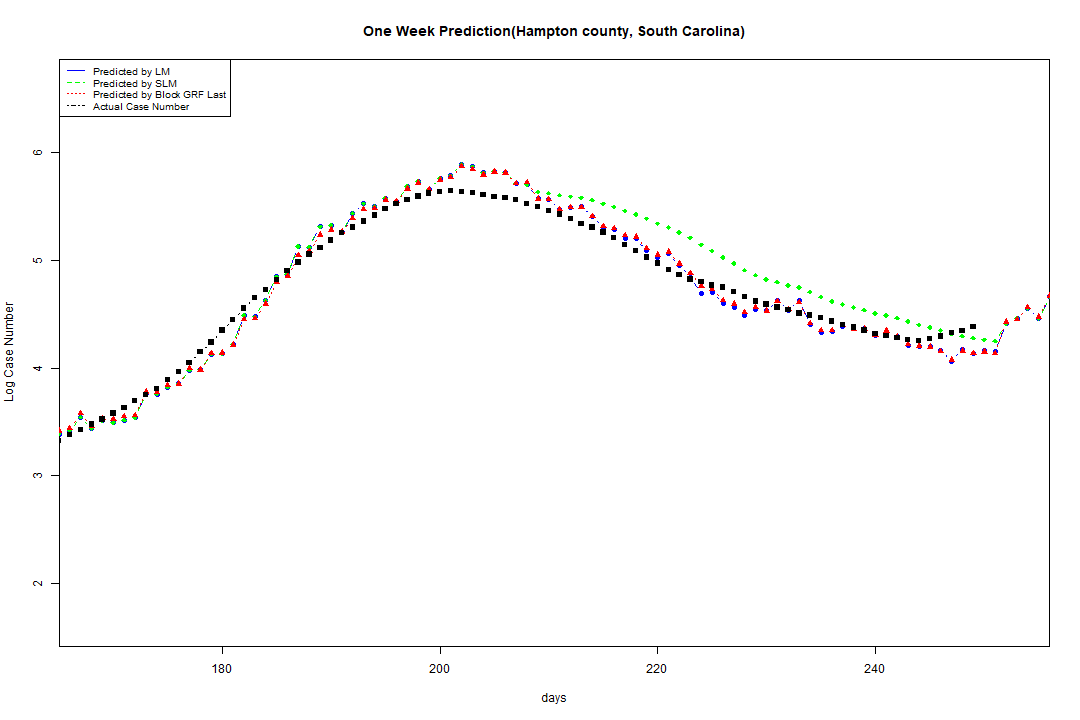 One Week Prediction(Hampton county, South Carolina)
Predicted by LM
Predicted by SLM
Predicted by Block GRF Last
Actual Case Number
6
5
4
3
2
Log Case Number
180
200
220
240
days